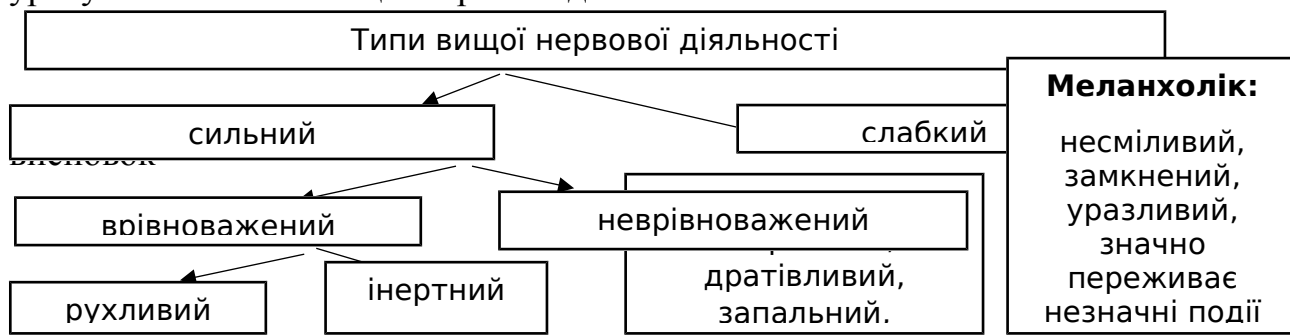 Типи вищої нервової діяльності
Меланхолік:
сильний
слабкий
несміливий,
замкнений,
уразливий,
значно
переживає
незначні події
висновок
врівноважений
неврівноважений
дратівливий,
запальний.
рухливий
інертний